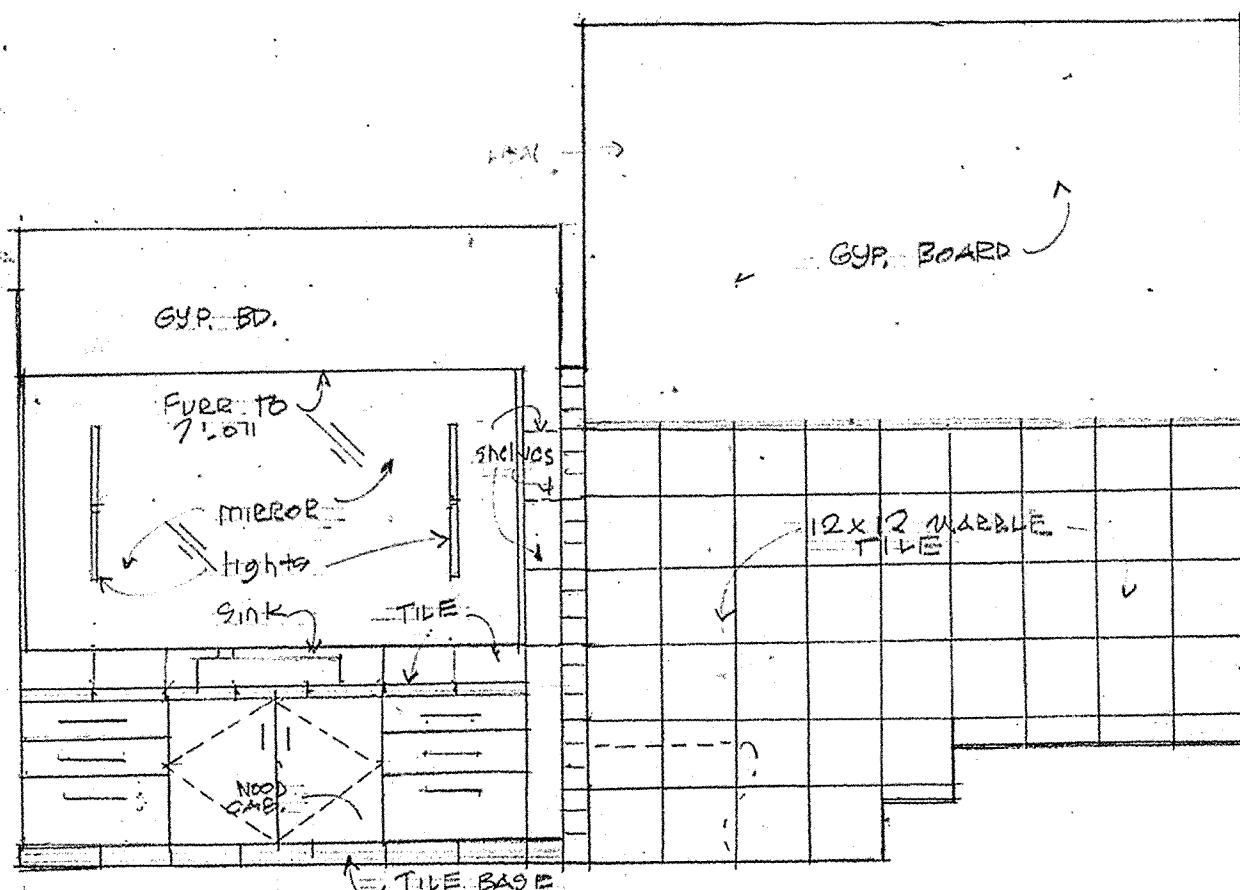 GYP. BOARD
GYP. BD.
FURR TO
7'-0"
shelves
MIRROR
12x12 MARBLE
TILE
lights
sink
TILE
WOOD
CAB.
TILE BASE